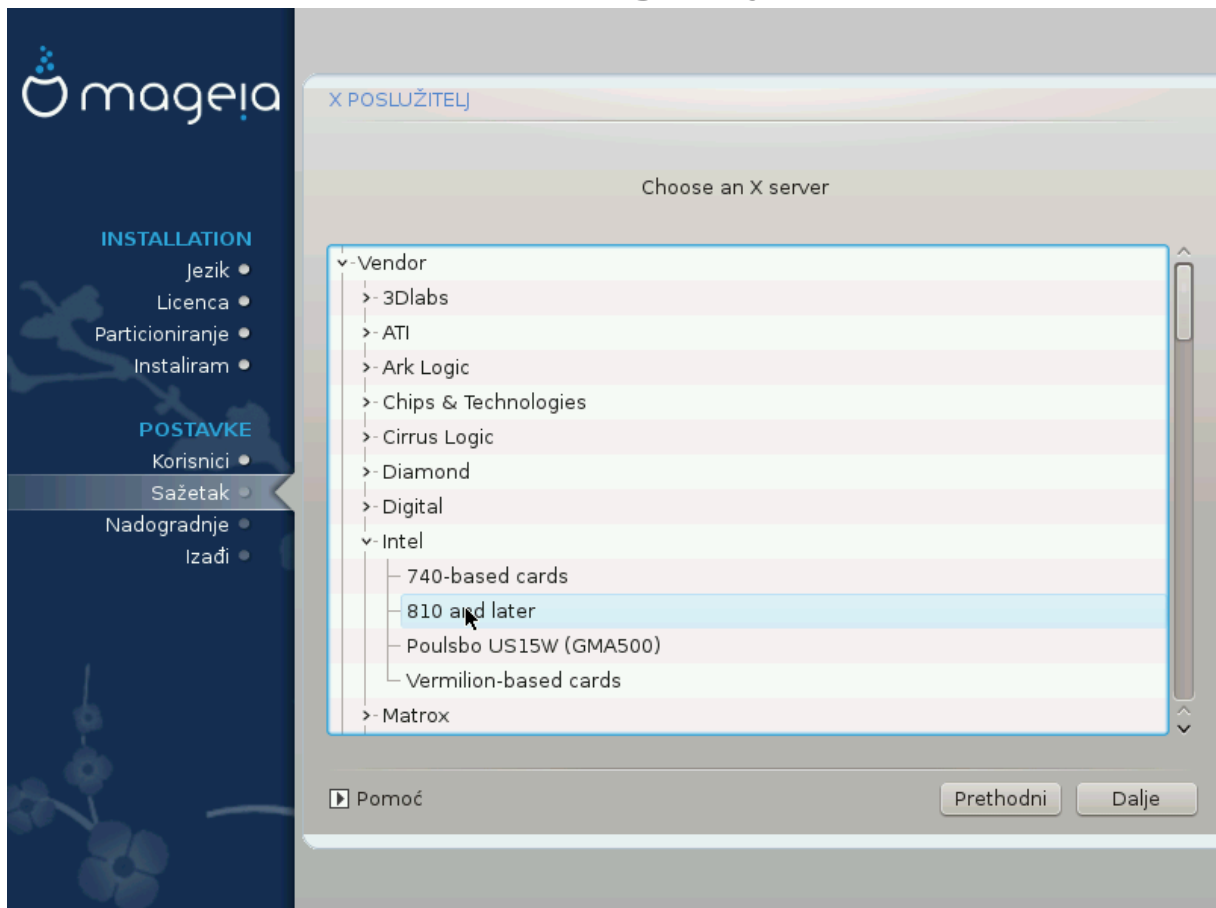 mageia
INSTALLATION
Jezik
Licenca
Particioniranje
Instaliram
POSTAVKE
Korisnici
Sažetak
Nadogradnje
Izađi
X POSLUŽITELJ
Choose an X server
Vendor
3Dlabs
ATI
Ark Logic
Chips & Technologies
Cirrus Logic
Diamond
Digital
Intel
740-based cards
810 and later
Poulsbo US15W (GMA500)
Vermilion-based cards
Matrox
Pomoć
Prethodni
Dalje